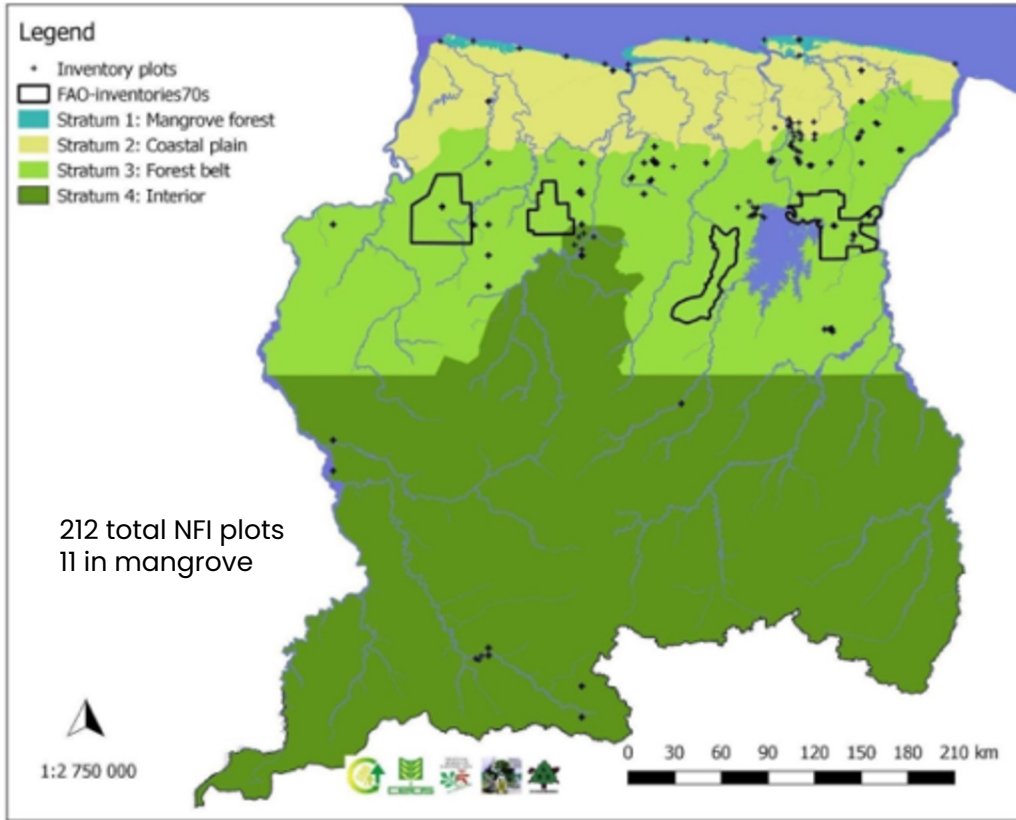 Legend
Inventory plots
FAO-inventories70s
Stratum 1: Mangrove forest
Stratum 2: Coastal plain
Stratum 3: Forest belt
Stratum 4: Interior
212 total NFI plots
11 in mangrove
1:2 750 000
0 30 60 90 120 150 180 210 km